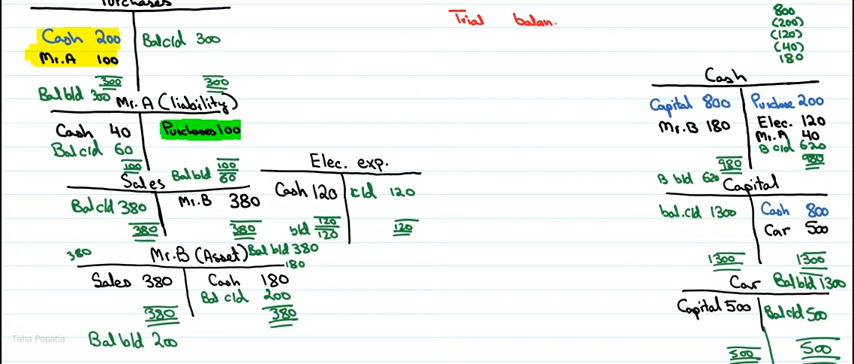 Purchases
Cash 200 Bal c/d 300
Mr. A 100
300 300
Bal b/d 300
Mr. A (liability)
Cash 40 Purchases 100
Bal c/d 60
100 100
Bal b/d 60
Sales
Bal c/d 380 Mr. B 380
380 380
Bal b/d 380
Elec. exp.
Cash 120 c/d 120
120 120
b/d 120
380
180
Mr. B (Asset)
Sales 380 Cash 180
Bal c/d 200
380 380
Bal b/d 200
Trial balan.
800
(200)
(120)
(40)
180
Cash
Capital 800 Purchase 200
Mr. B 180 Elec. 120
Mr. A 40
B c/d 620
980 980
B b/d 620
Capital
bal. c/d 1300 Cash 800
Car 500
1300 1300
Bal b/d 1300
Car
Capital 500 Bal c/d 500
500 500
Taha Popatia